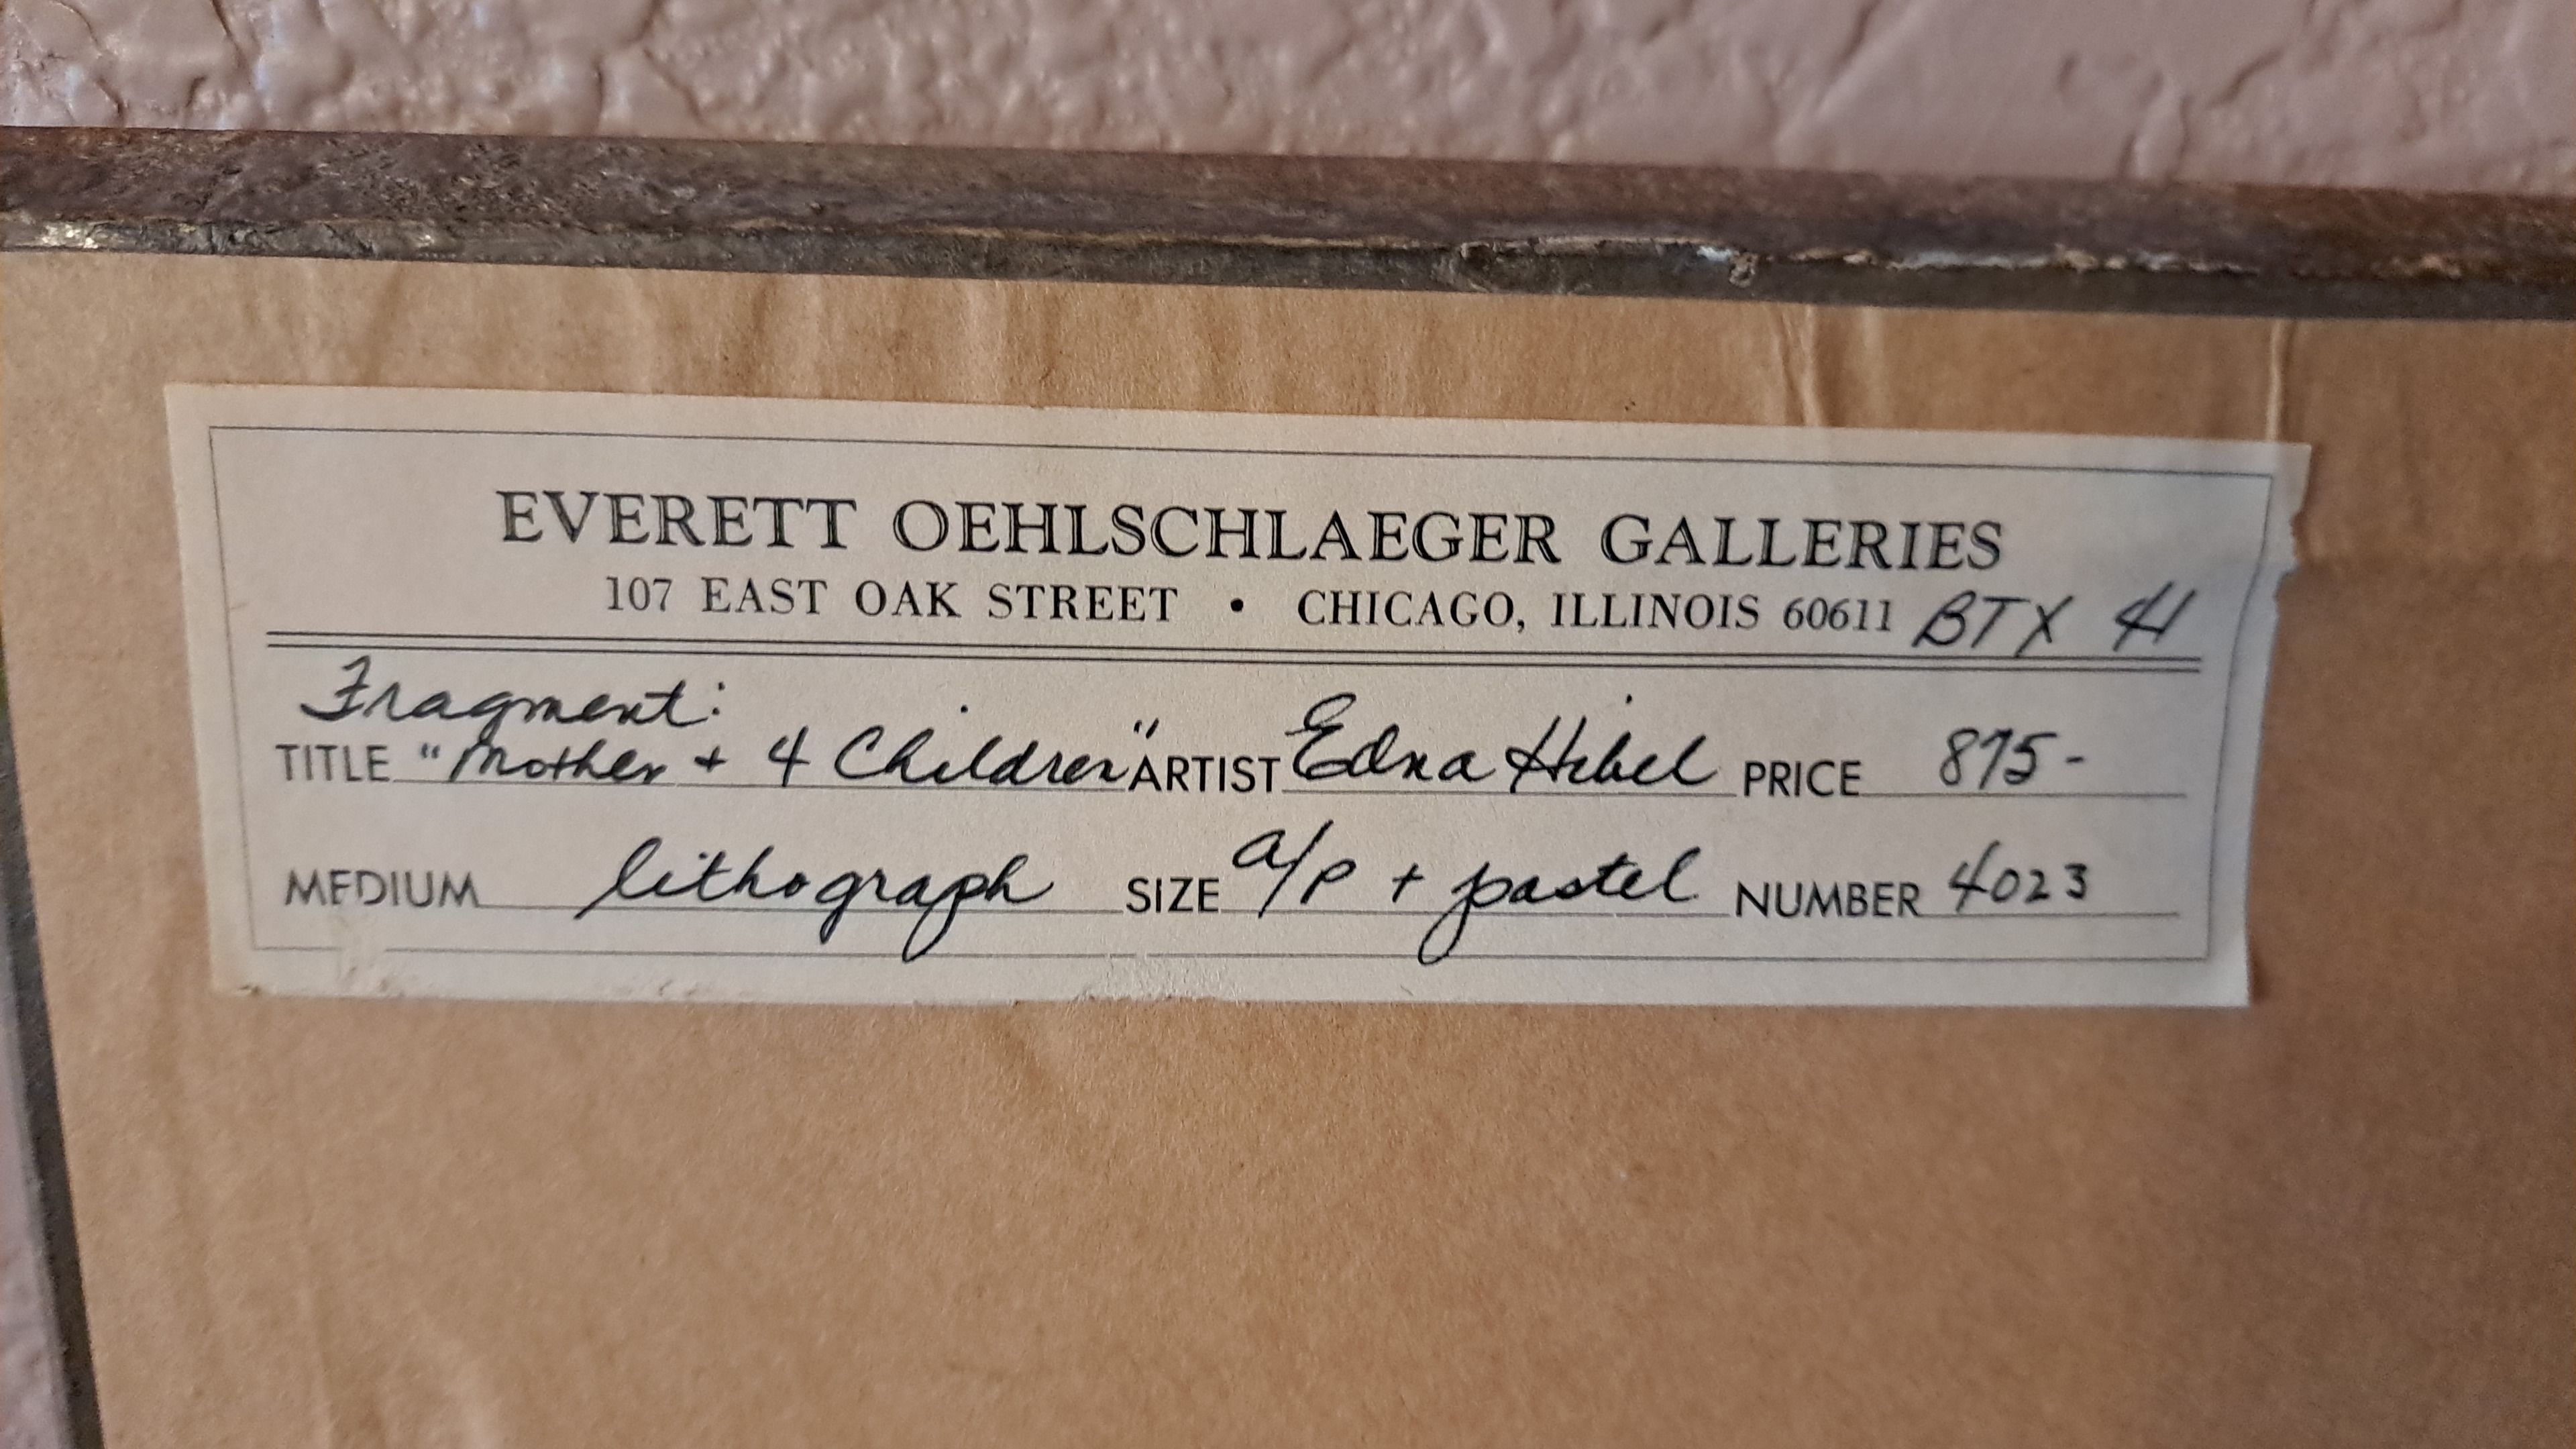 EVERETT OEHLSCHLAEGER GALLERIES
107 EAST OAK STREET • CHICAGO, ILLINOIS 60611 BTX
Fragment:
TITLE "Mother + 4 Children" ARTIST Edna Hibel PRICE 875-
MEDIUM lithograph SIZE a/p + pastel NUMBER 4023